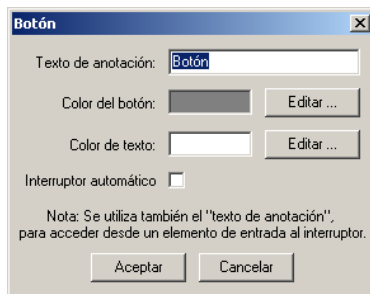 Botón
Texto de anotación: Botón
Color del botón: Editar ...
Color de texto: Editar ...
Interruptor automático
Nota: Se utiliza también el "texto de anotación",
para acceder desde un elemento de entrada al interruptor.
Aceptar Cancelar